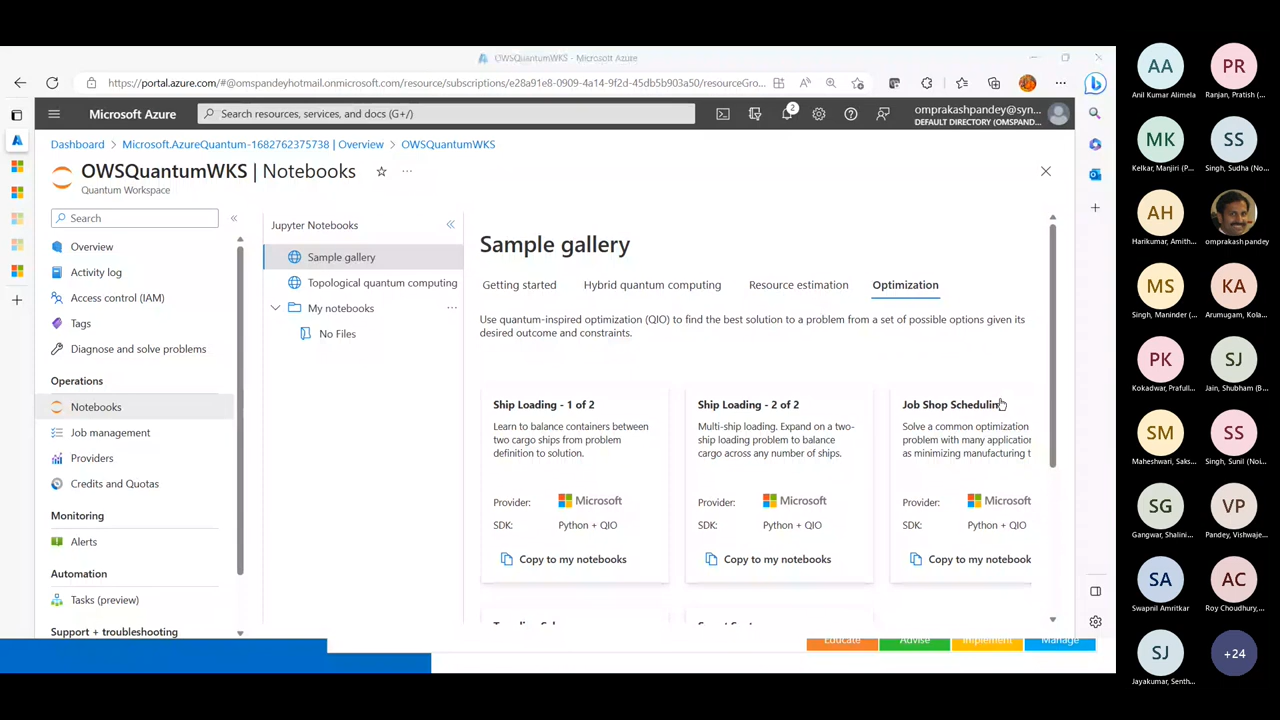 OWSQuantumWKS - Microsoft Azure
https://portal.azure.com/#@omspandeyhotmail.onmicrosoft.com/resource/subscriptions/e28a91e8-0909-4a14-9f2d-45db5b903a50/resourceGro...
Microsoft Azure
Search resources, services, and docs (G+/)
2
omprakashpandey@syn...
DEFAULT DIRECTORY (OMSPAND...
Dashboard > Microsoft.AzureQuantum-1682762375738 | Overview > OWSQuantumWKS
OWSQuantumWKS | Notebooks
Quantum Workspace
Search
Overview
Activity log
Access control (IAM)
Tags
Diagnose and solve problems
Operations
Notebooks
Job management
Providers
Credits and Quotas
Monitoring
Alerts
Automation
Tasks (preview)
Support + troubleshooting
Jupyter Notebooks
Sample gallery
Topological quantum computing
My notebooks
No Files
Sample gallery
Getting started
Hybrid quantum computing
Resource estimation
Optimization
Use quantum-inspired optimization (QIO) to find the best solution to a problem from a set of possible options given its
desired outcome and constraints.
Ship Loading - 1 of 2
Learn to balance containers between
two cargo ships from problem
definition to solution.
Provider: Microsoft
SDK: Python + QIO
Copy to my notebooks
Ship Loading - 2 of 2
Multi-ship loading. Expand on a two-
ship loading problem to balance
cargo across any number of ships.
Provider: Microsoft
SDK: Python + QIO
Copy to my notebooks
Job Shop Scheduling
Solve a common optimization
problem with many application
as minimizing manufacturing t
Provider: Microsoft
SDK: Python + QIO
Copy to my notebook
Educate
Advise
Implement
Manage
AA
Anil Kumar Alimela
PR
Ranjan, Pratish (...
MK
Kelkar, Manjiri (P...
SS
Singh, Sudha (No...
AH
Harikumar, Amith...
omprakash pandey
MS
Singh, Maninder (...
KA
Arumugam, Kola...
PK
Kokadwar, Prafull...
SJ
Jain, Shubham (B...
SM
Maheshwari, Saks...
SS
Singh, Sunil (Noi...
SG
Gangwar, Shalini...
VP
Pandey, Vishwaje...
SA
Swapnil Amritkar
AC
Roy Choudhury,...
SJ
Jayakumar, Senth...
+24